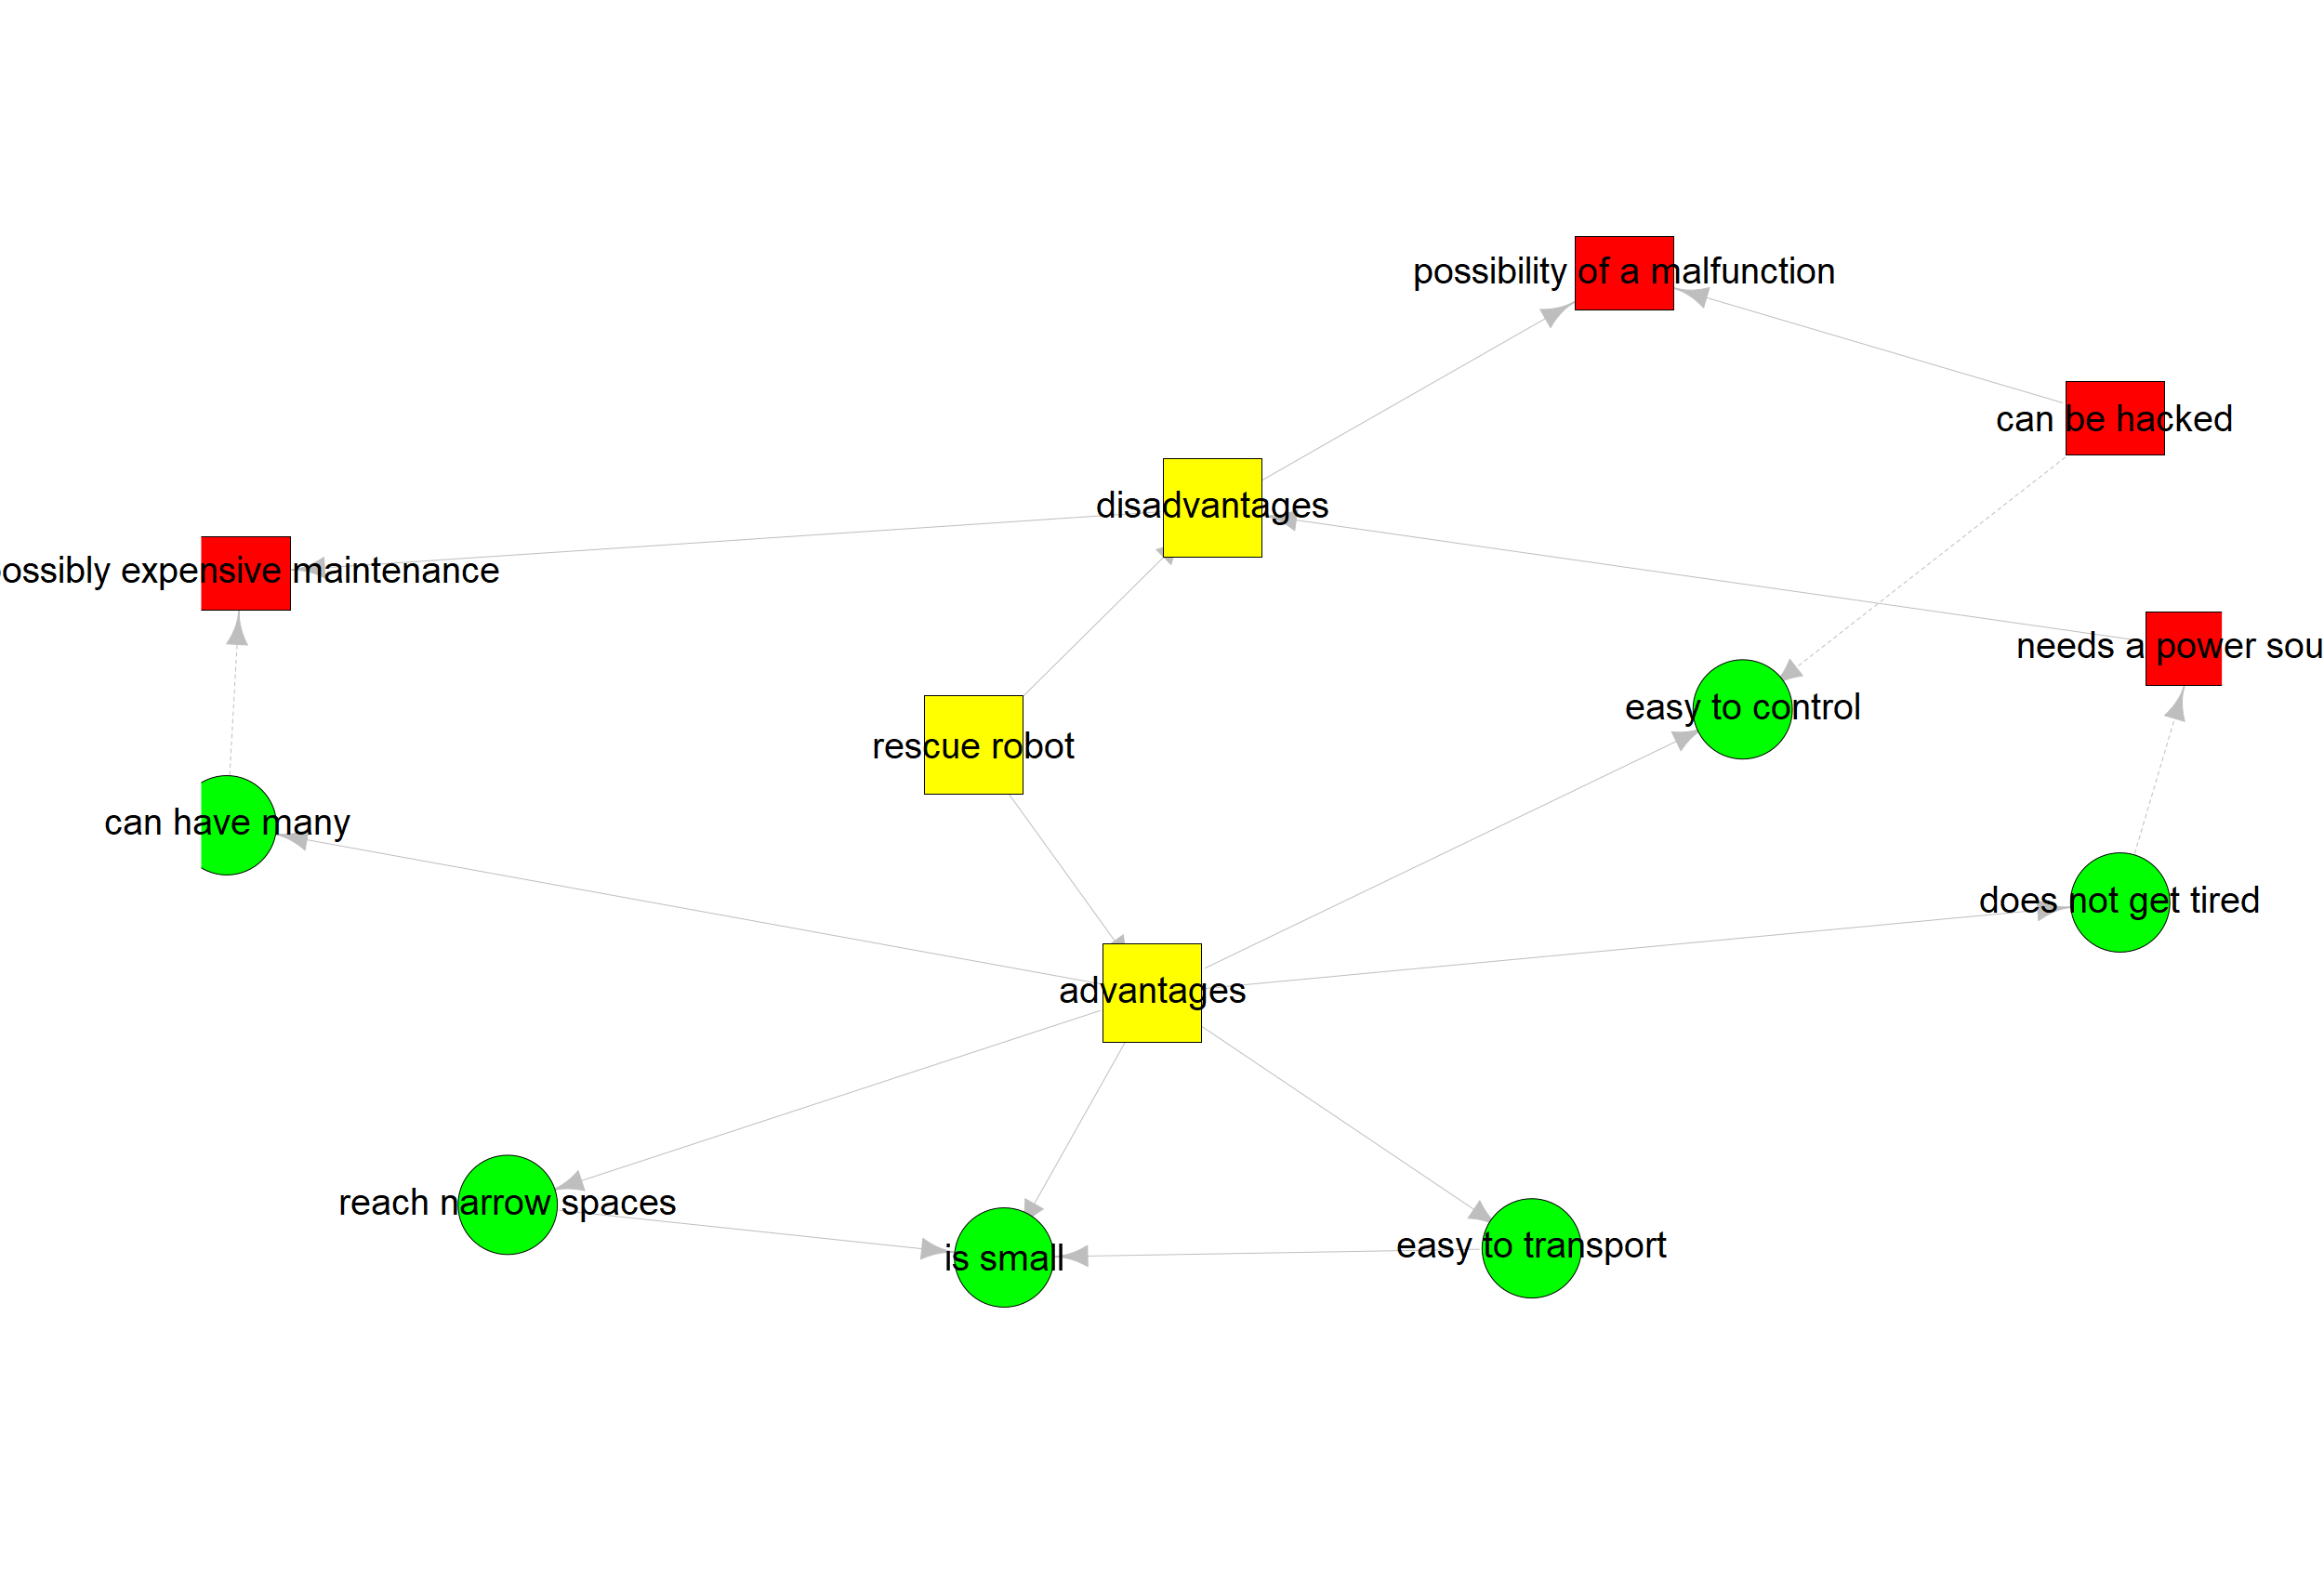 possibility of a malfunction
can be hacked
disadvantages
ossibly expensive maintenance
needs a power sou
easy to control
rescue robot
can have many
does not get tired
advantages
reach narrow spaces
easy to transport
is small